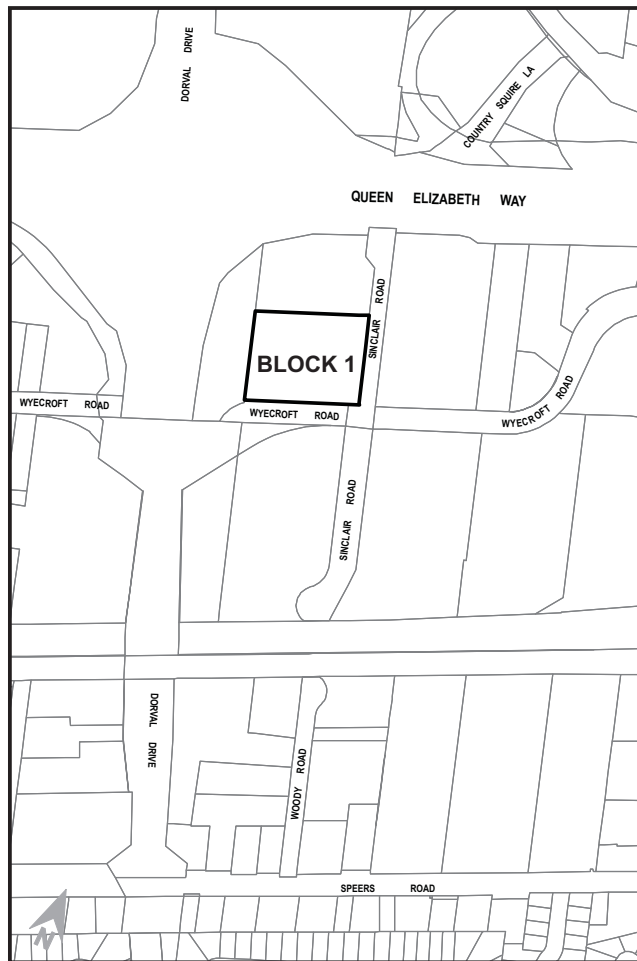 DORVAL DRIVE
COUNTRY SQUIRE LA
QUEEN ELIZABETH WAY
SINCLAIR ROAD
BLOCK 1
WYECROFT ROAD
WYECROFT ROAD
WYECROFT ROAD
SINCLAIR ROAD
DORVAL DRIVE
WOODY ROAD
SPEERS ROAD
N